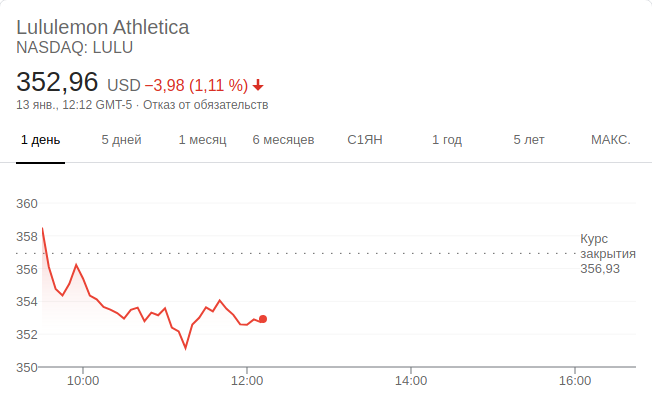 Lululemon Athletica
NASDAQ: LULU
352,96 USD −3,98 (1,11 %)
13 янв., 12:12 GMT-5 · Отказ от обязательств
1 день 5 дней 1 месяц 6 месяцев С1ЯН 1 год 5 лет МАКС.
360
358
356
354
352
350
Курс
закрытия
356,93
10:00 12:00 14:00 16:00